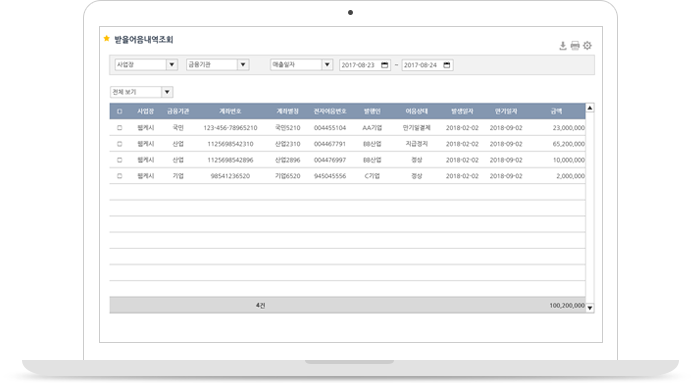 받을어음내역조회
사업장 금융기관 매출일자 2017-08-23 ~ 2017-08-24
전체 보기
사업장 금융기관 계좌번호 계좌별칭 전자어음번호 발행인 어음상태 발생일자 만기일자 금액
웹케시 국민 123-456-78965210 국민5210 004455104 AA기업 만기일결제 2018-02-02 2018-09-02 23,000,000
웹케시 산업 1125698542310 산업2310 004467791 BB산업 지급정지 2018-02-02 2018-09-02 65,200,000
웹케시 산업 1125698542896 산업2896 004476997 BB산업 정상 2018-02-02 2018-09-02 10,000,000
웹케시 기업 98541236520 기업6520 945045556 C기업 정상 2018-02-02 2018-09-02 2,000,000
4건 100,200,000